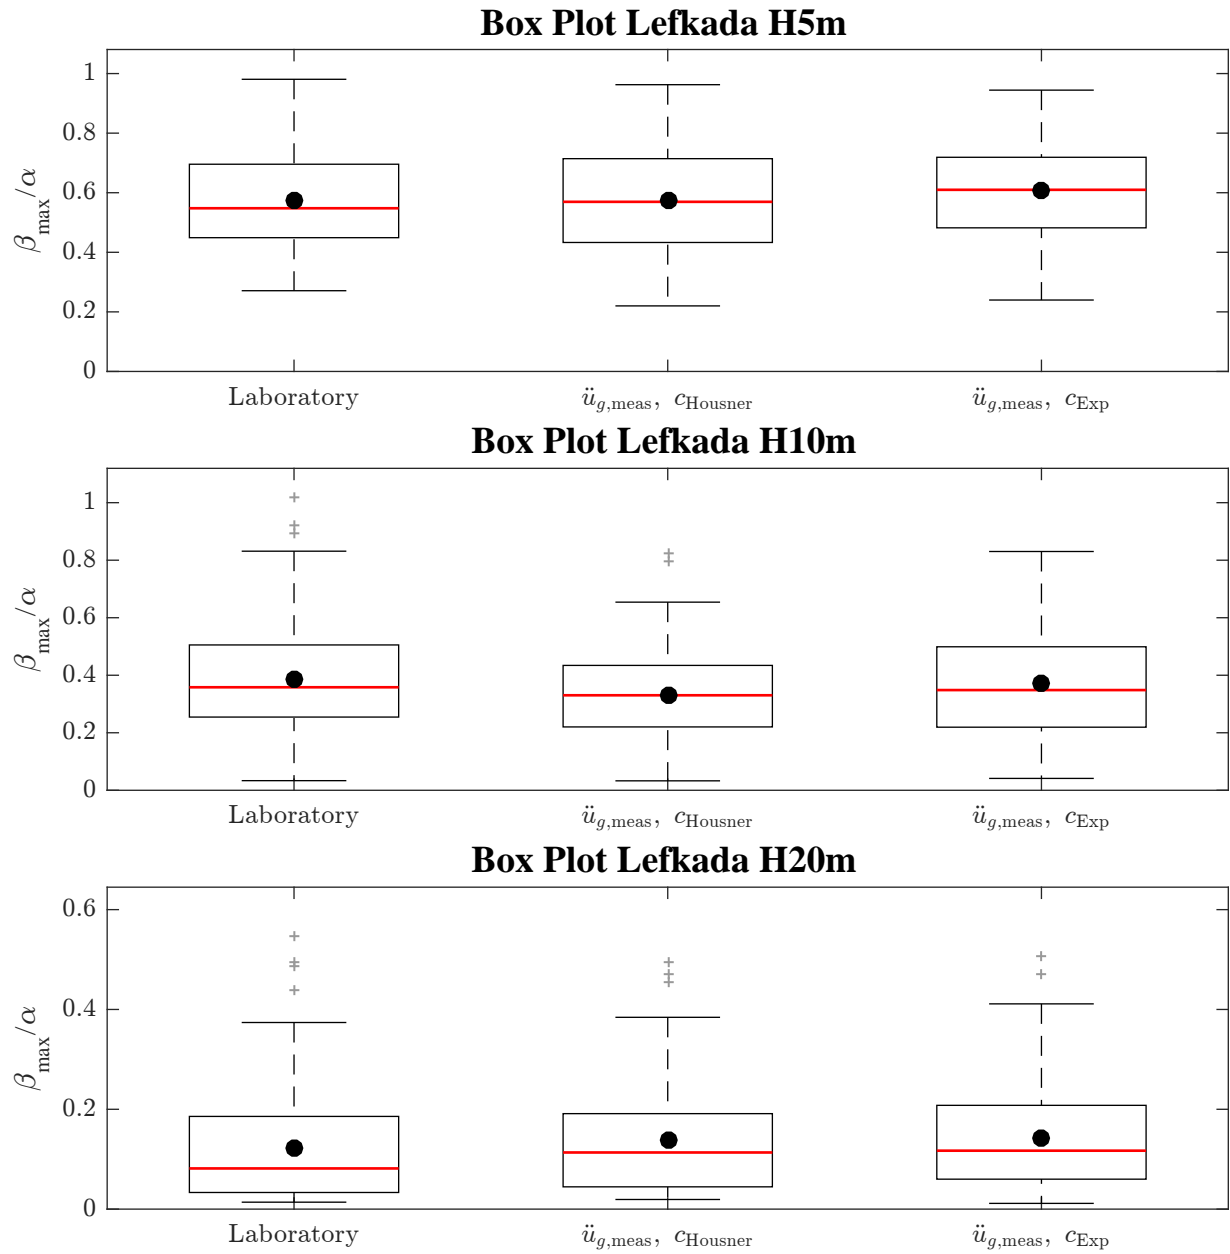 Box Plot Lefkada H5m
β_max/α
1
0.8
0.6
0.4
0.2
0
Laboratory
ü_g,meas, c_Housner
ü_g,meas, c_Exp
Box Plot Lefkada H10m
β_max/α
1
0.8
0.6
0.4
0.2
0
Laboratory
ü_g,meas, c_Housner
ü_g,meas, c_Exp
Box Plot Lefkada H20m
β_max/α
0.6
0.4
0.2
0
Laboratory
ü_g,meas, c_Housner
ü_g,meas, c_Exp